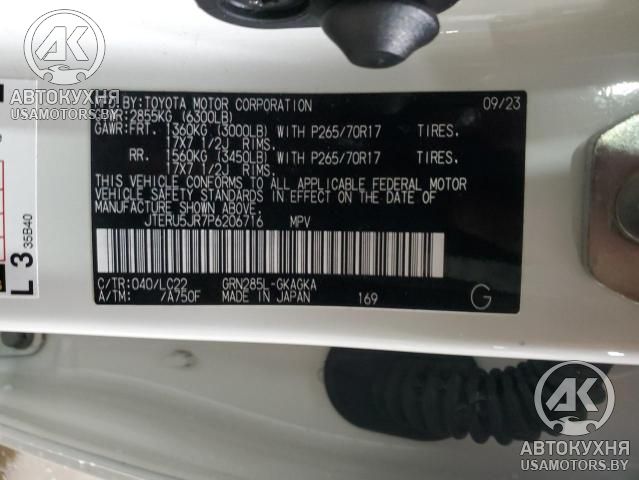 АК
АВТОКУХНЯ
USAMOTORS.BY
BY: TOYOTA MOTOR CORPORATION 09/23
2855KG (6300LB)
GAWR: FRT. 1360KG (3000LB) WITH P265/70R17 TIRES.
17X7 1/2J RIMS.
RR. 1560KG (3450LB) WITH P265/70R17 TIRES.
17X7 1/2J RIMS.
THIS VEHICLE CONFORMS TO ALL APPLICABLE FEDERAL MOTOR
VEHICLE SAFETY STANDARDS IN EFFECT ON THE DATE OF
MANUFACTURE SHOWN ABOVE.
JTERU5JR7P6206716 MPV
C/TR: 040/LC22 GRN285L-GKAGKA
A/TM: /A750F MADE IN JAPAN 169 G
L 3 35B40
АК
АВТОКУХНЯ
USAMOTORS.BY